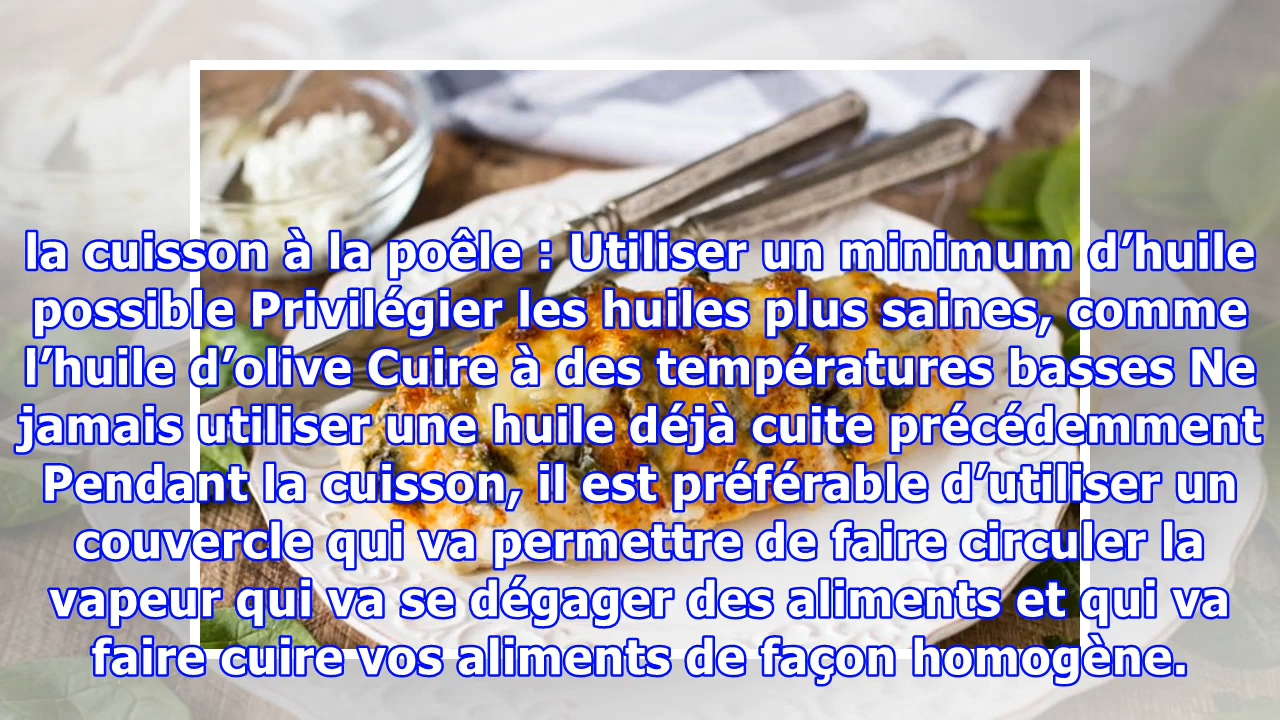 la cuisson à la poêle : Utiliser un minimum d’huile
possible Privilégier les huiles plus saines, comme
l’huile d’olive Cuire à des températures basses Ne
jamais utiliser une huile déjà cuite précédemment
Pendant la cuisson, il est préférable d’utiliser un
couvercle qui va permettre de faire circuler la
vapeur qui va se dégager des aliments et qui va
faire cuire vos aliments de façon homogène.